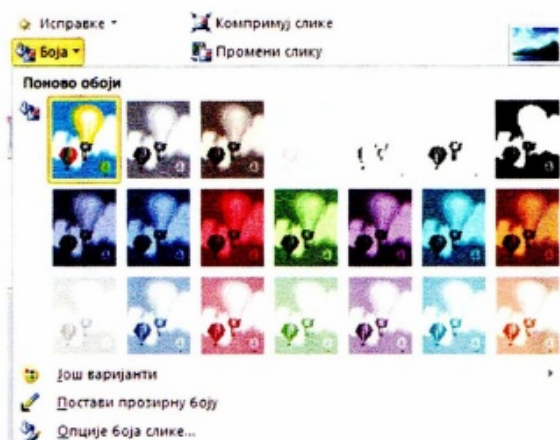 Исправке
Компримуј слике
Боја
Промени слику
Поново обоји
Још варијанти
Постави прозирну боју
Опције боја слике...